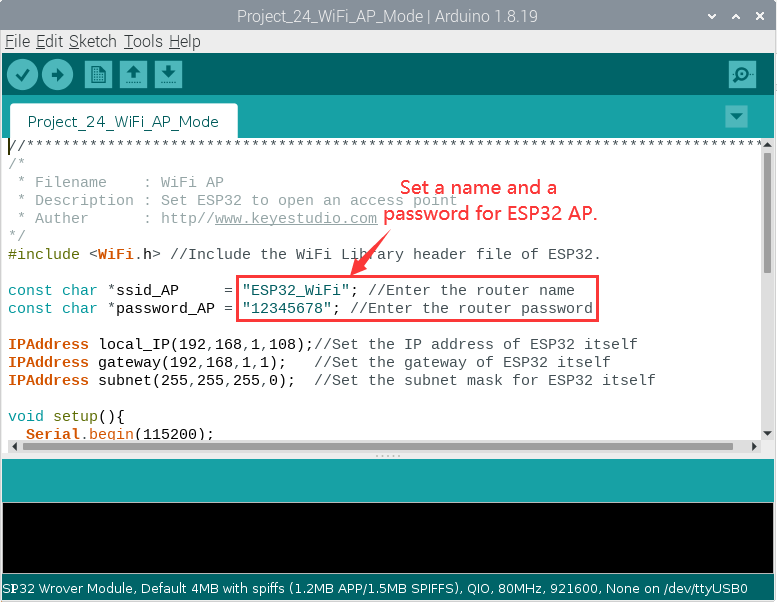 Project_24_WiFi_AP_Mode | Arduino 1.8.19
File Edit Sketch Tools Help
Project_24_WiFi_AP_Mode
//**********************************************************************************
/*
 * Filename    : WiFi AP
 * Description : Set ESP32 to open an access point
 * Auther      : http//www.keyestudio.com
*/
Set a name and a
password for ESP32 AP.
#include <WiFi.h> //Include the WiFi Library header file of ESP32.
const char *ssid_AP     = "ESP32_WiFi"; //Enter the router name
const char *password_AP = "12345678"; //Enter the router password
IPAddress local_IP(192,168,1,108);//Set the IP address of ESP32 itself
IPAddress gateway(192,168,1,1);   //Set the gateway of ESP32 itself
IPAddress subnet(255,255,255,0);  //Set the subnet mask for ESP32 itself
void setup(){
  Serial.begin(115200);
SP32 Wrover Module, Default 4MB with spiffs (1.2MB APP/1.5MB SPIFFS), QIO, 80MHz, 921600, None on /dev/ttyUSB0